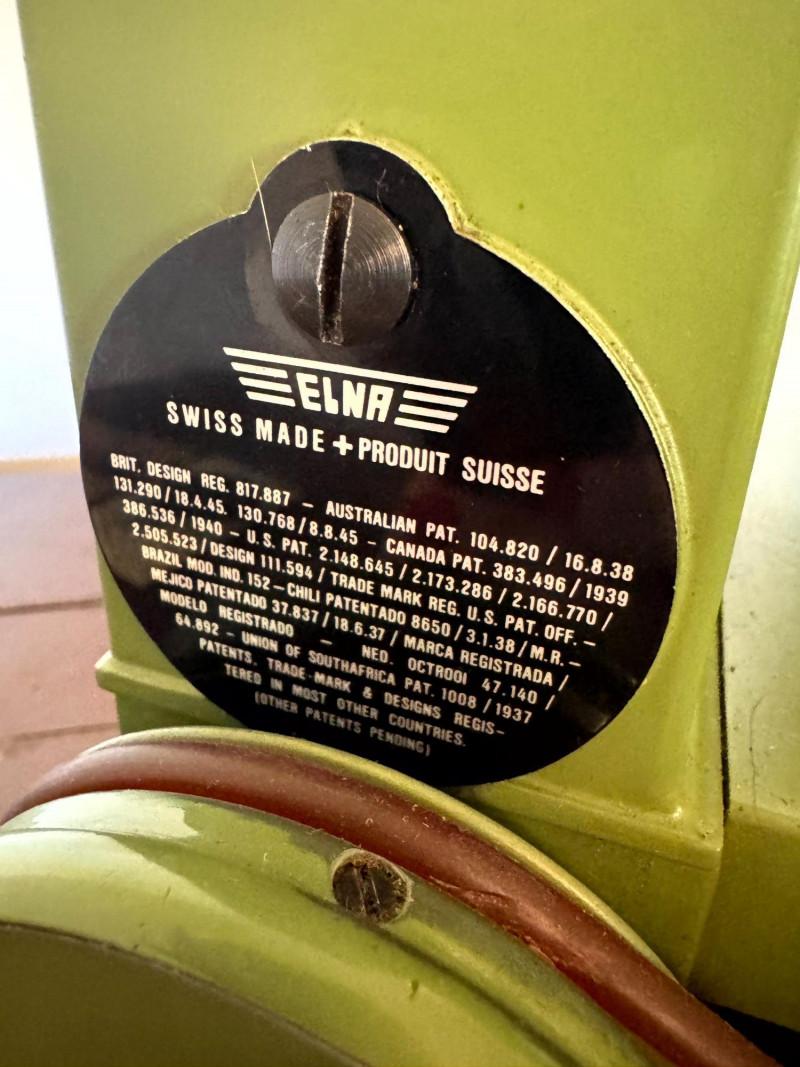 ELNA
SWISS MADE + PRODUIT SUISSE
BRIT. DESIGN REG. 817.887 – AUSTRALIAN PAT. 104.820 / 16.8.38
131.290 / 18.4.45. 130.768 / 8.8.45 – CANADA PAT. 383.496 / 1939
386.536 / 1940 – U.S. PAT. 2.148.645 / 2.173.286 / 2.166.770 /
2.505.523 / DESIGN 111.594 / TRADE MARK REG. U.S. PAT. OFF. –
BRAZIL MOD. IND. 152 – CHILI PATENTADO 8650 / 3.1.38 / M.R. –
MEJICO PATENTADO 37.837 / 18.6.37 / MARCA REGISTRADA /
MODELO REGISTRADO – NED. OCTROOI 47.140 /
64.892 – UNION OF SOUTHAFRICA PAT. 1008 / 1937
PATENTS, TRADE-MARK & DESIGNS REGIS–
TERED IN MOST OTHER COUNTRIES.
(OTHER PATENTS PENDING)